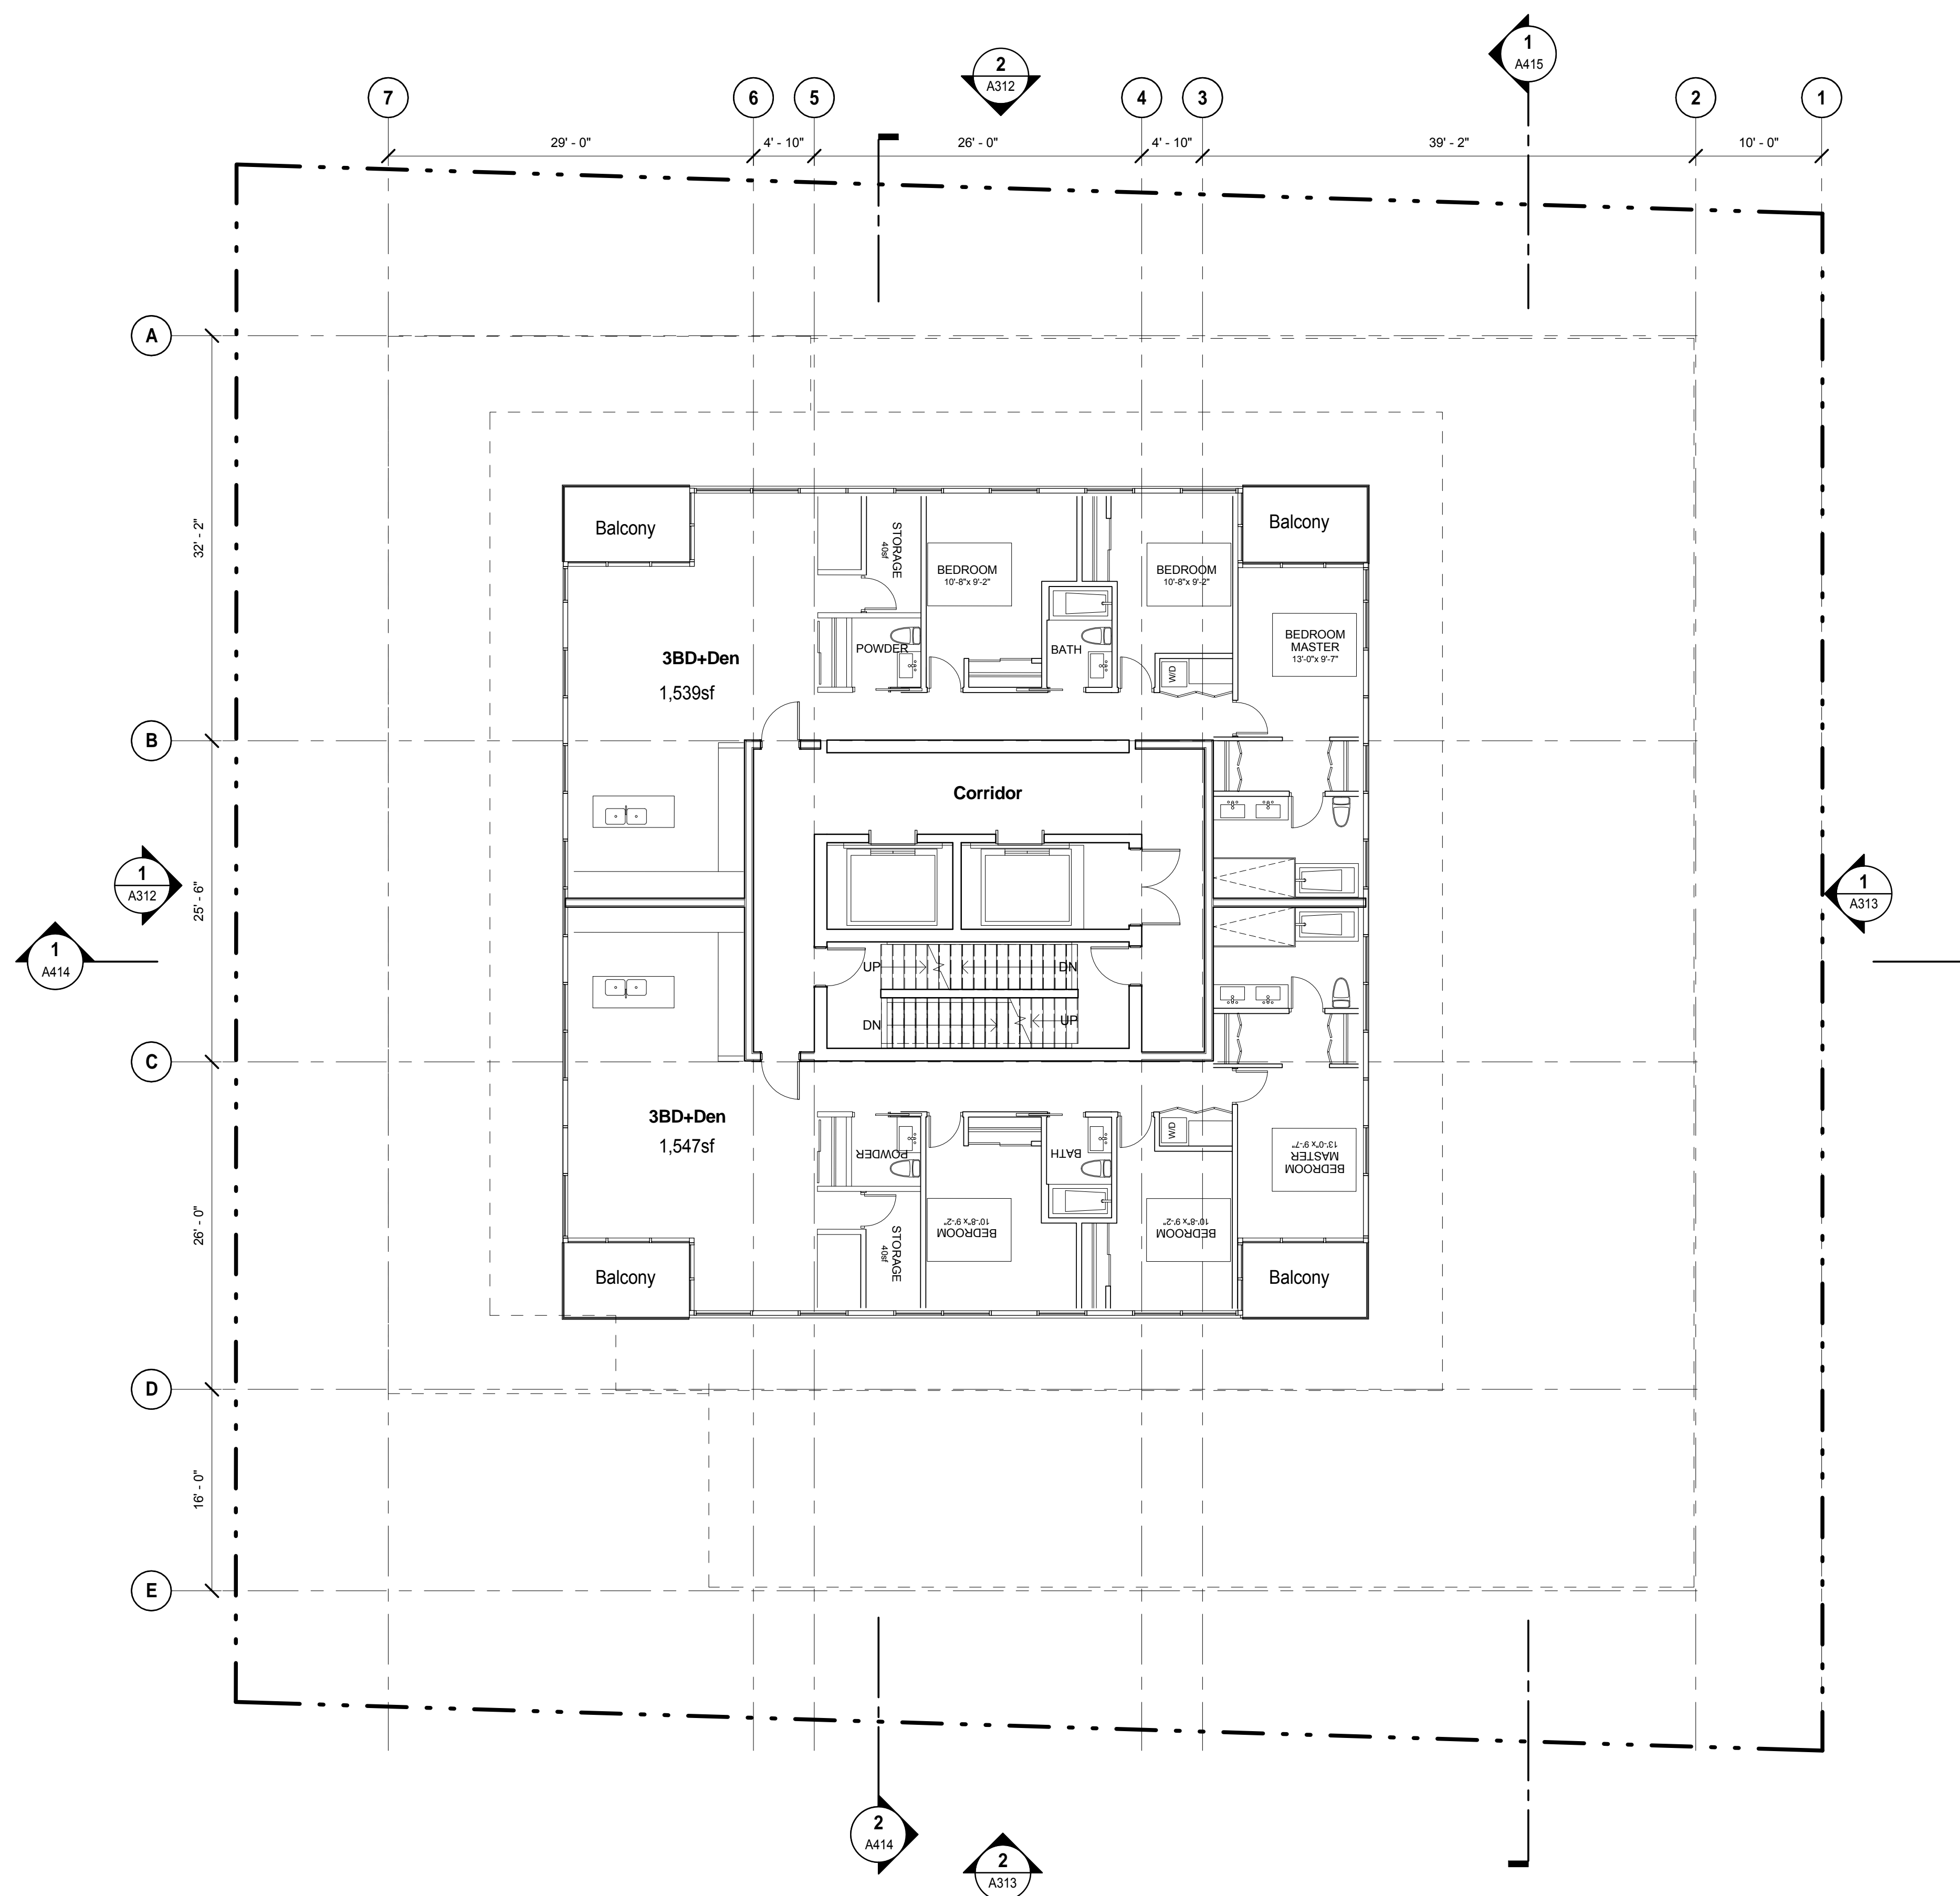 1
A415
2
A312
7
6
5
4
3
2
1
29' - 0"
4' - 10"
26' - 0"
4' - 10"
39' - 2"
10' - 0"
A
32' - 2"
Balcony
STORAGE
40sf
BEDROOM
10'-8"x 9'-2"
BEDROOM
10'-8"x 9'-2"
Balcony
BEDROOM
MASTER
13'-0"x 9'-7"
3BD+Den
1,539sf
POWDER
BATH
W/D
B
Corridor
1
A312
25' - 6"
1
A313
1
A414
UP
DN
DN
UP
C
3BD+Den
1,547sf
POWDER
BATH
W/D
BEDROOM
MASTER
13'-0"x 9'-7"
26' - 0"
Balcony
STORAGE
40sf
BEDROOM
10'-8"x 9'-2"
BEDROOM
10'-8"x 9'-2"
Balcony
D
16' - 0"
E
2
A414
2
A313